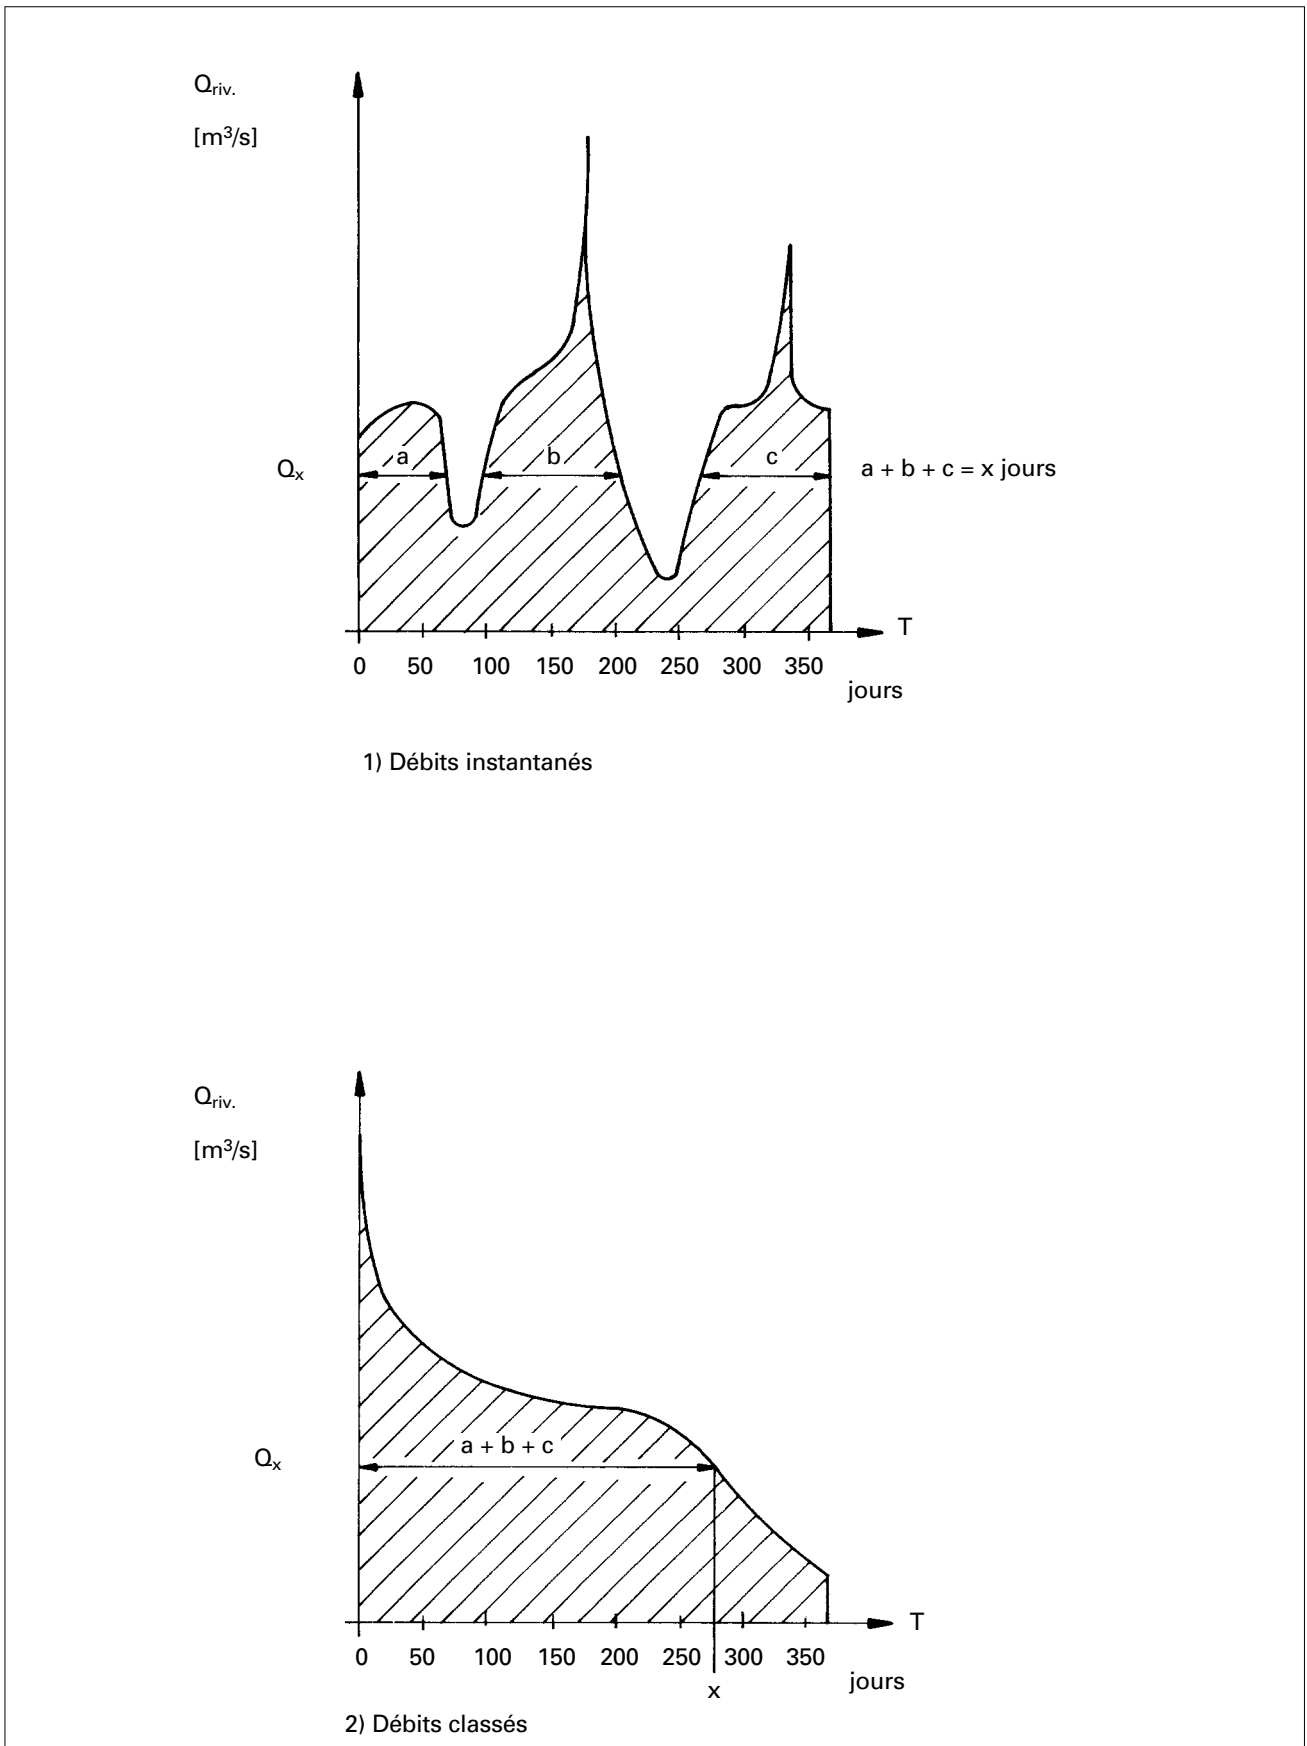 Qriv.
[m³/s]
Qx
a
b
c
a + b + c = x jours
T
0 50 100 150 200 250 300 350
jours
1) Débits instantanés
Qriv.
[m³/s]
a + b + c
Qx
T
0 50 100 150 200 250 300 350
jours
x
2) Débits classés